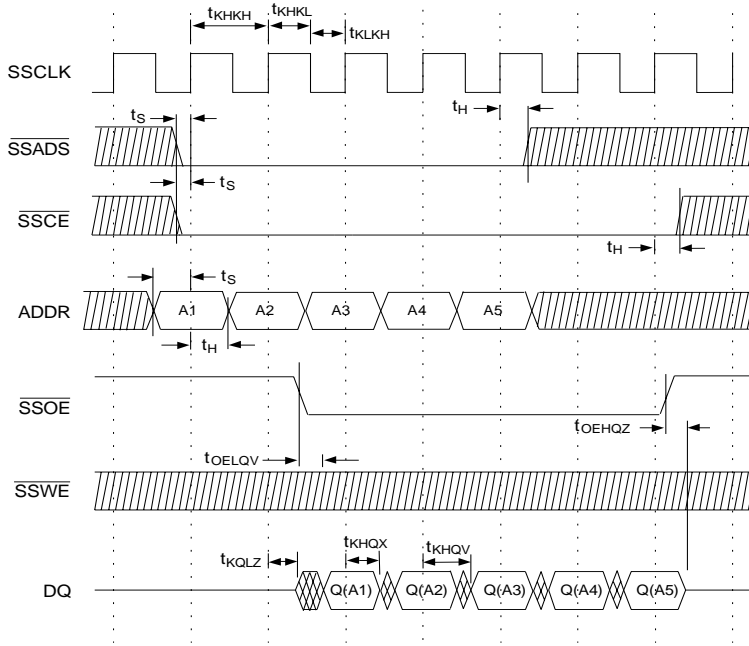 tKHKH tKHKL tKLKH
SSCLK
tS tH
SSADS
tS
SSCE
tH
tS
ADDR A1 A2 A3 A4 A5
tH
SSOE
tOEHQZ
tOELQV
SSWE
tKHQX tKHQV
tKQLZ
DQ Q(A1) Q(A2) Q(A3) Q(A4) Q(A5)